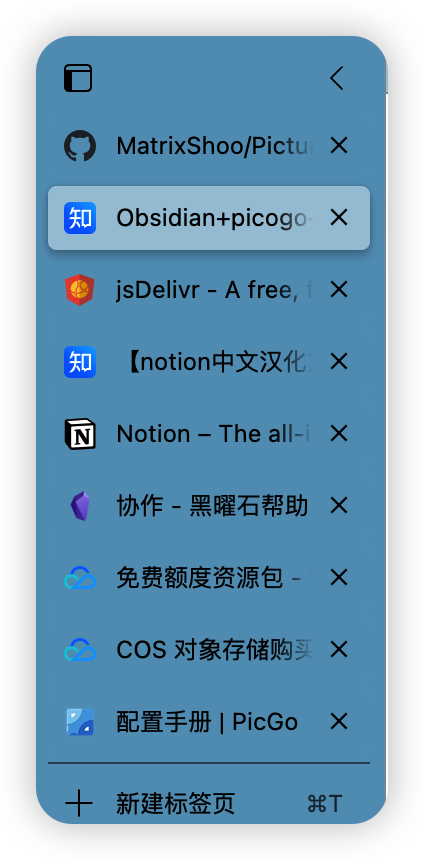 MatrixShoo/Pictu
知 Obsidian+picogo
jsDelivr - A free,
知 【notion中文汉化
N Notion – The all-i
协作 - 黑曜石帮助
免费额度资源包 -
COS 对象存储购买
配置手册 | PicGo
新建标签页 ⌘T